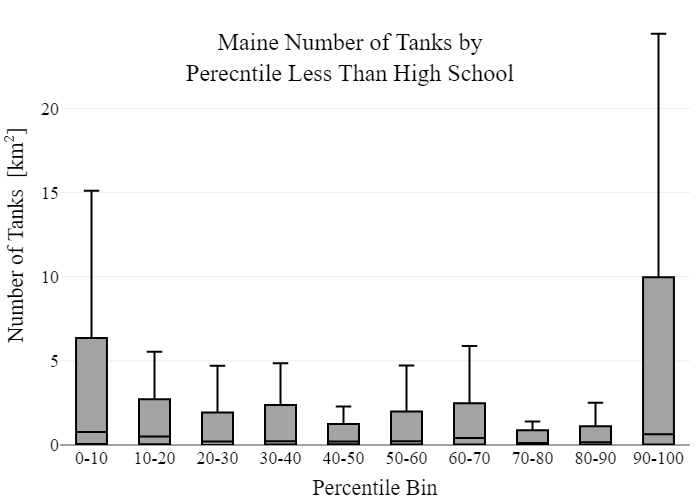 Maine Number of Tanks by
Perecntile Less Than High School
Number of Tanks [km²]
20
15
10
5
0
0-10 10-20 20-30 30-40 40-50 50-60 60-70 70-80 80-90 90-100
Percentile Bin